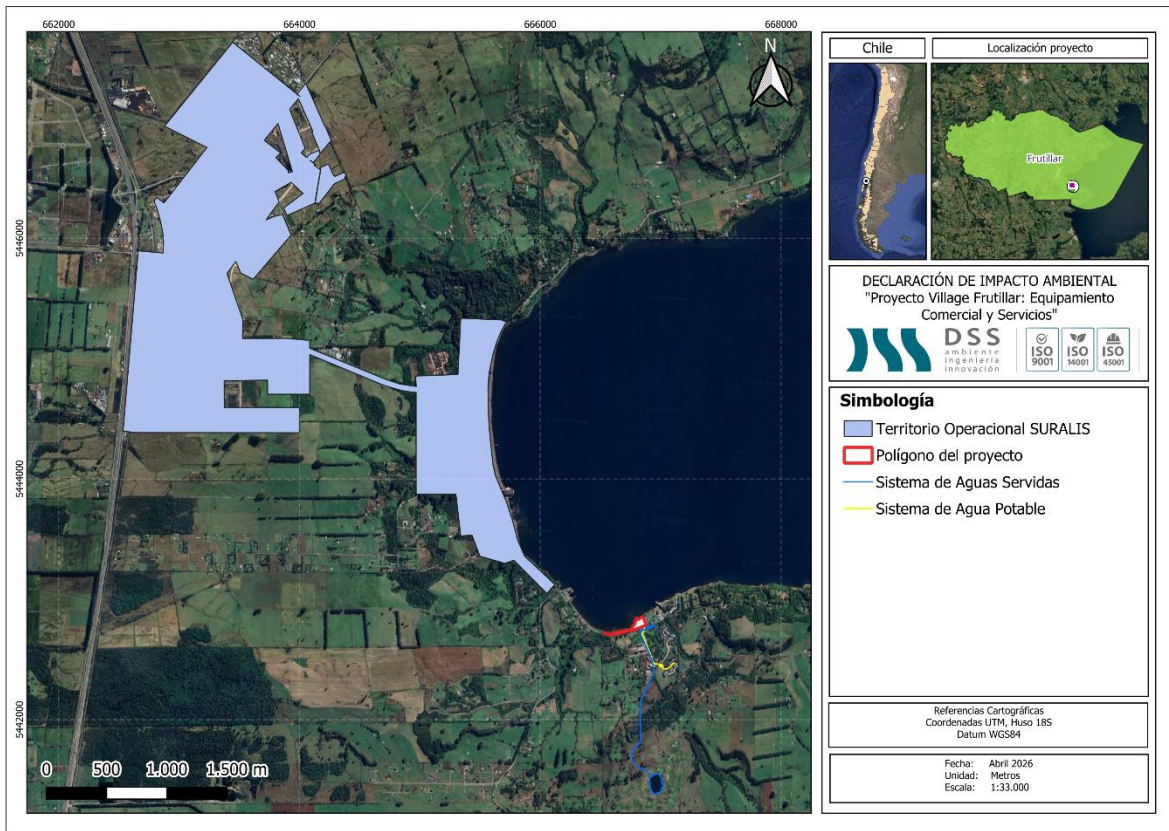 662000
664000
666000
668000
5446000
5444000
5442000
N
0 500 1.000 1.500 m
Chile
Localización proyecto
Frutillar
DECLARACIÓN DE IMPACTO AMBIENTAL
"Proyecto Village Frutillar: Equipamiento
Comercial y Servicios"
DSS
ambiente
ingeniería
innovación
ISO
9001
ISO
14001
ISO
45001
Simbología
Territorio Operacional SURALIS
Polígono del proyecto
Sistema de Aguas Servidas
Sistema de Agua Potable
Referencias Cartográficas
Coordenadas UTM, Huso 18S
Datum WGS84
Fecha: Abril 2026
Unidad: Metros
Escala: 1:33.000